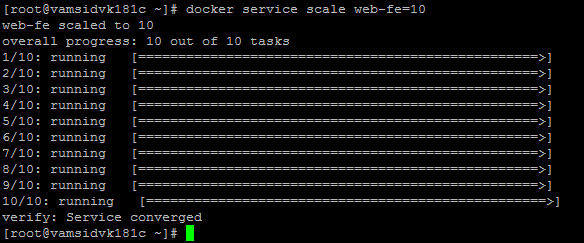 [root@vamsidvk181c ~]# docker service scale web-fe=10
web-fe scaled to 10
overall progress: 10 out of 10 tasks
1/10: running   [==================================================>]
2/10: running   [==================================================>]
3/10: running   [==================================================>]
4/10: running   [==================================================>]
5/10: running   [==================================================>]
6/10: running   [==================================================>]
7/10: running   [==================================================>]
8/10: running   [==================================================>]
9/10: running   [==================================================>]
10/10: running   [==================================================>]
verify: Service converged
[root@vamsidvk181c ~]#